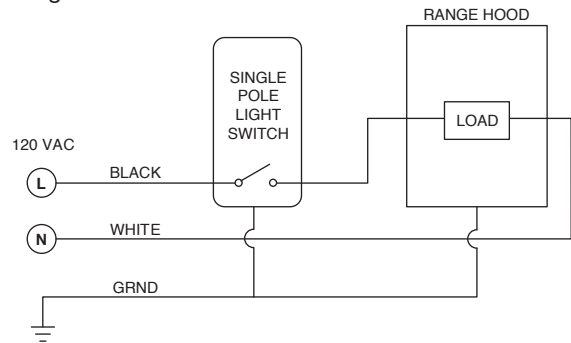 RANGE HOOD
SINGLE
POLE
LIGHT
SWITCH
LOAD
120 VAC
L
BLACK
N
WHITE
GRND